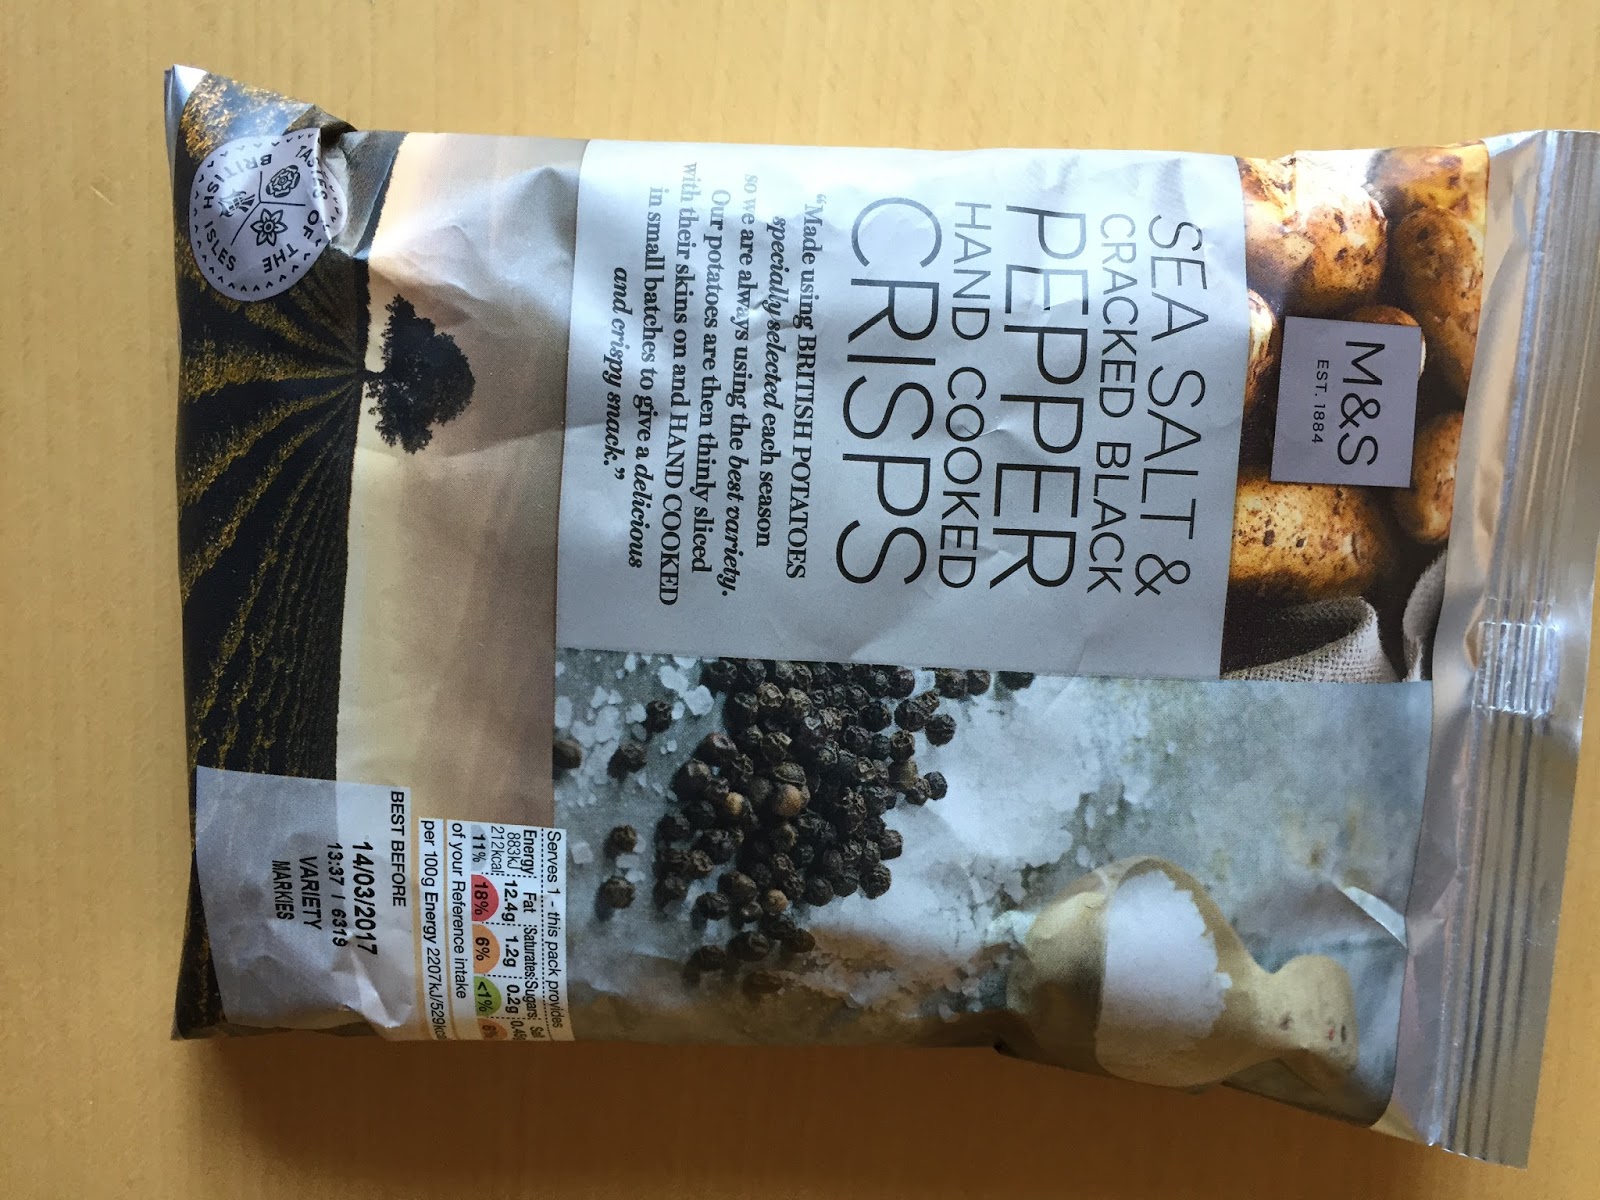 M&S
EST. 1884
SEA SALT &
CRACKED BLACK
PEPPER
HAND COOKED
CRISPS
“Made using BRITISH POTATOES
specially selected each season
so we are always using the best variety.
Our potatoes are then thinly sliced
with their skins on and HAND COOKED
in small batches to give a delicious
and crispy snack.”
TASTES OF THE
BRITISH ISLES
Serves 1 - this pack provides
Energy Fat Saturates Sugars Salt
883kJ
212kcal 12.4g 1.2g 0.2g
11% 18% 6% <1%
of your Reference intake
per 100g Energy 2207kJ/529kcal
BEST BEFORE
14/03/2017
13:37 | 6319
VARIETY
MARKIES